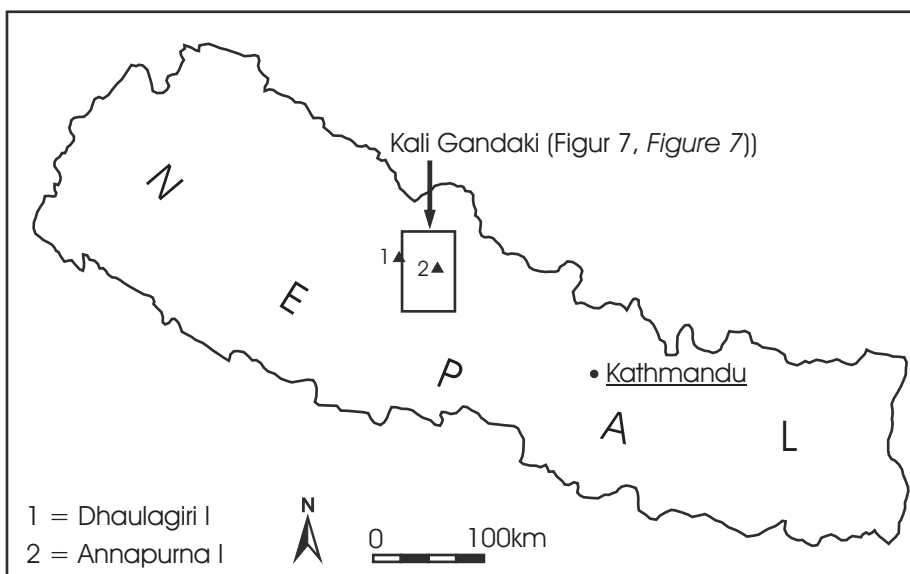 Kali Gandaki (Figur 7, Figure 7))
N
1
2
E
P
Kathmandu
A
L
N
1 = Dhaulagiri I
0 100km
2 = Annapurna I